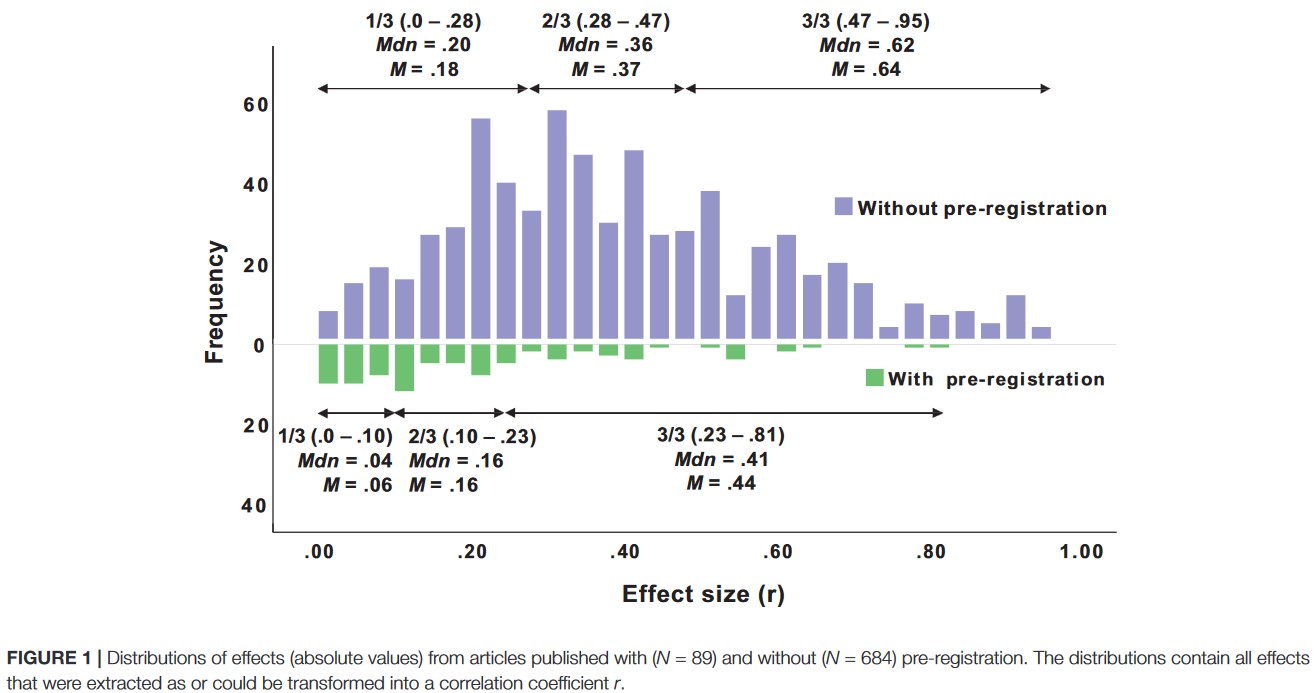 1/3 (.0 – .28) 2/3 (.28 – .47) 3/3 (.47 – .95)
Mdn = .20 Mdn = .36 Mdn = .62
M = .18 M = .37 M = .64
60
40
Without pre-registration
20
Frequency
0
With pre-registration
20
1/3 (.0 – .10) 2/3 (.10 – .23) 3/3 (.23 – .81)
Mdn = .04 Mdn = .16 Mdn = .41
M = .06 M = .16 M = .44
40
.00 .20 .40 .60 .80 1.00
Effect size (r)
FIGURE 1 | Distributions of effects (absolute values) from articles published with (N = 89) and without (N = 684) pre-registration. The distributions contain all effects
that were extracted as or could be transformed into a correlation coefficient r.